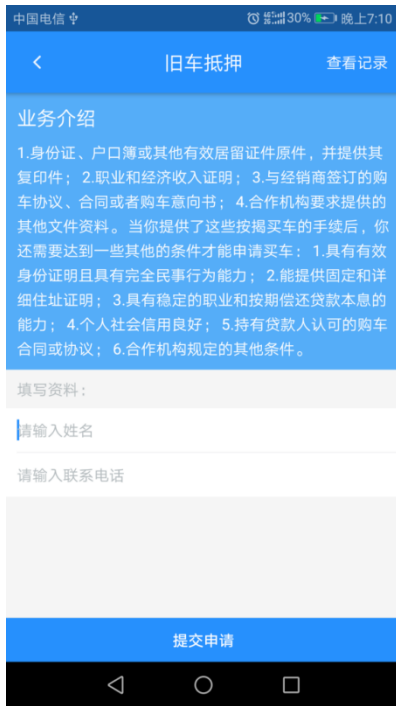 中国电信 30% 晚上7:10
旧车抵押 查看记录
业务介绍
1.身份证、户口簿或其他有效居留证件原件，并提供其
复印件； 2.职业和经济收入证明； 3.与经销商签订的购
车协议、合同或者购车意向书； 4.合作机构要求提供的
其他文件资料。当你提供了这些按揭买车的手续后，你
还需要达到一些其他的条件才能申请买车： 1.具有有效
身份证明且具有完全民事行为能力； 2.能提供固定和详
细住址证明； 3.具有稳定的职业和按期偿还贷款本息的
能力； 4.个人社会信用良好； 5.持有贷款人认可的购车
合同或协议； 6.合作机构规定的其他条件。
填写资料：
请输入姓名
请输入联系电话
提交申请